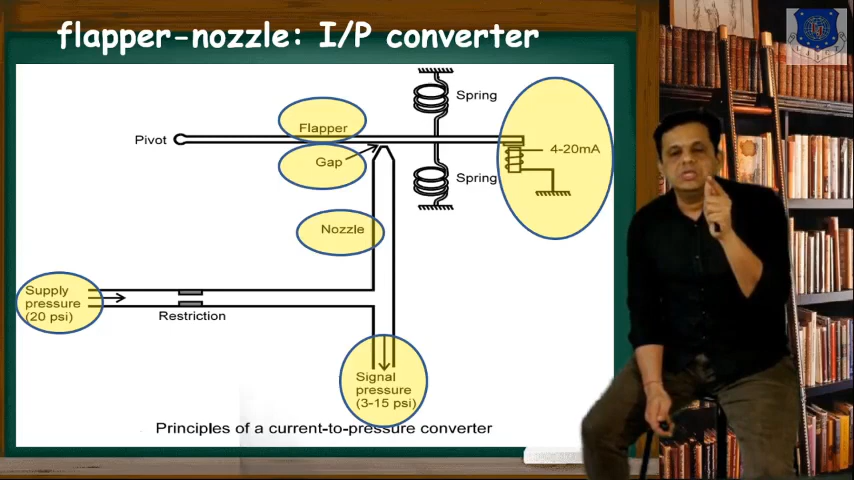 flapper-nozzle: I/P converter
Spring
Flapper
Pivot
4-20mA
Gap
Spring
Nozzle
Supply
pressure
(20 psi)
Restriction
Signal
pressure
(3-15 psi)
Principles of a current-to-pressure converter